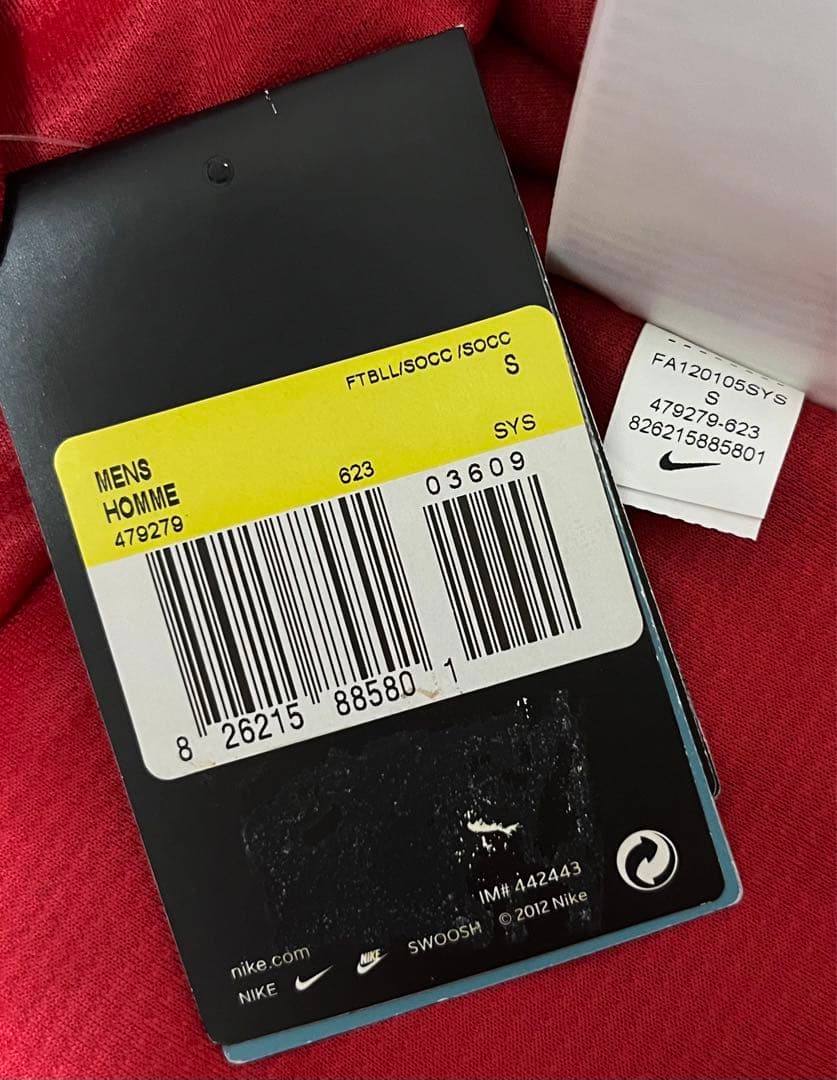 FTBLL/SOCC /SOCC
S
SYS
MENS
HOMME
479279
623
03609
8 26215 88580 1
IM# 442443
© 2012 Nike
nike.com
NIKE NIKE SWOOSH
FA120105SYS
S
479279-623
826215885801